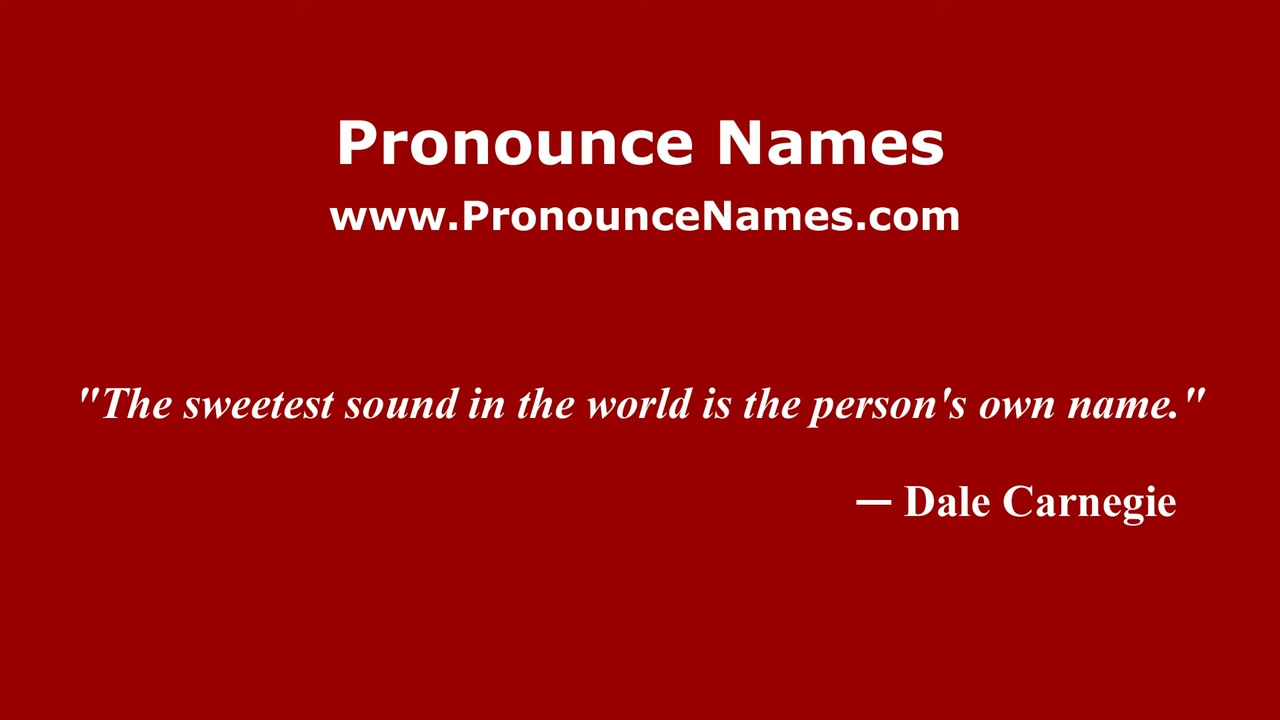 Pronounce Names
www.PronounceNames.com
"The sweetest sound in the world is the person's own name."
— Dale Carnegie